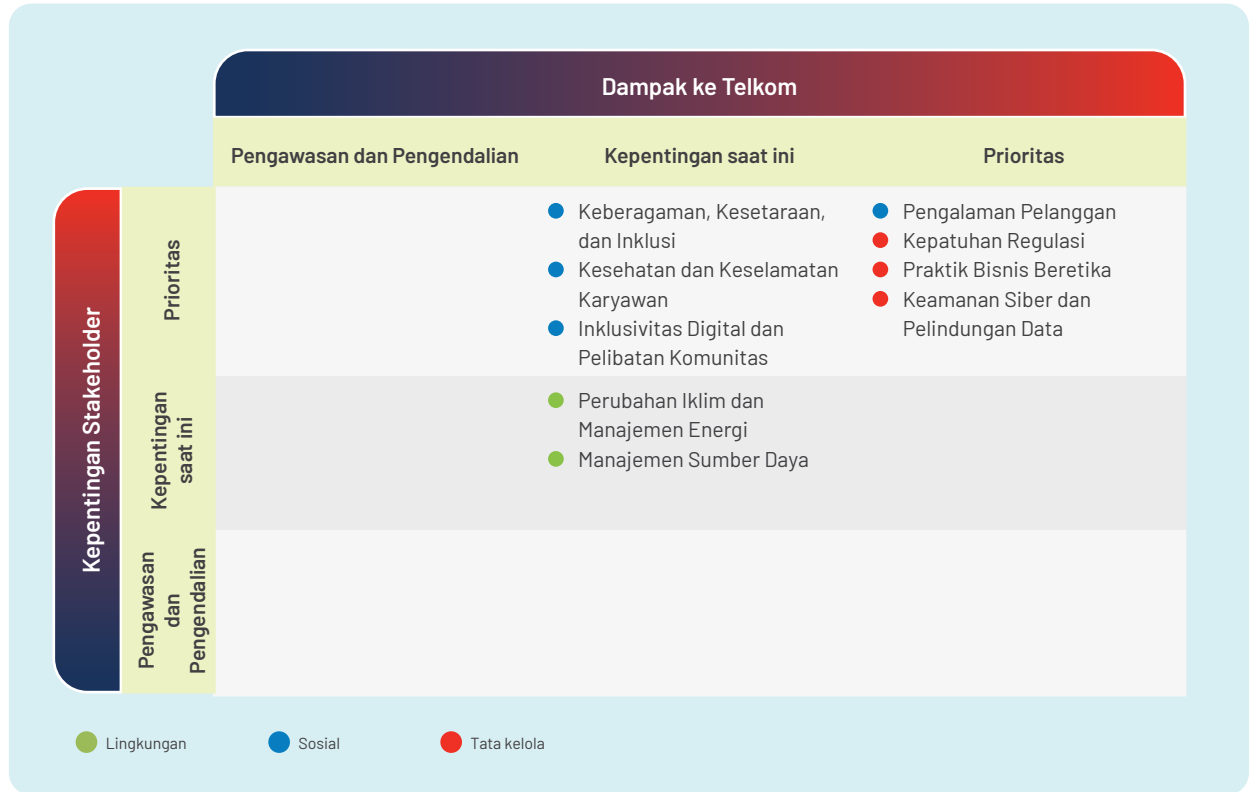 Dampak ke Telkom
Pengawasan dan Pengendalian
Kepentingan saat ini
Prioritas
Kepentingan Stakeholder
Prioritas
Keberagaman, Kesetaraan,
dan Inklusi
Kesehatan dan Keselamatan
Karyawan
Inklusivitas Digital dan
Pelibatan Komunitas
Pengalaman Pelanggan
Kepatuhan Regulasi
Praktik Bisnis Beretika
Keamanan Siber dan
Pelindungan Data
Kepentingan
saat ini
Perubahan Iklim dan
Manajemen Energi
Manajemen Sumber Daya
Pengawasan
dan
Pengendalian
Lingkungan
Sosial
Tata kelola